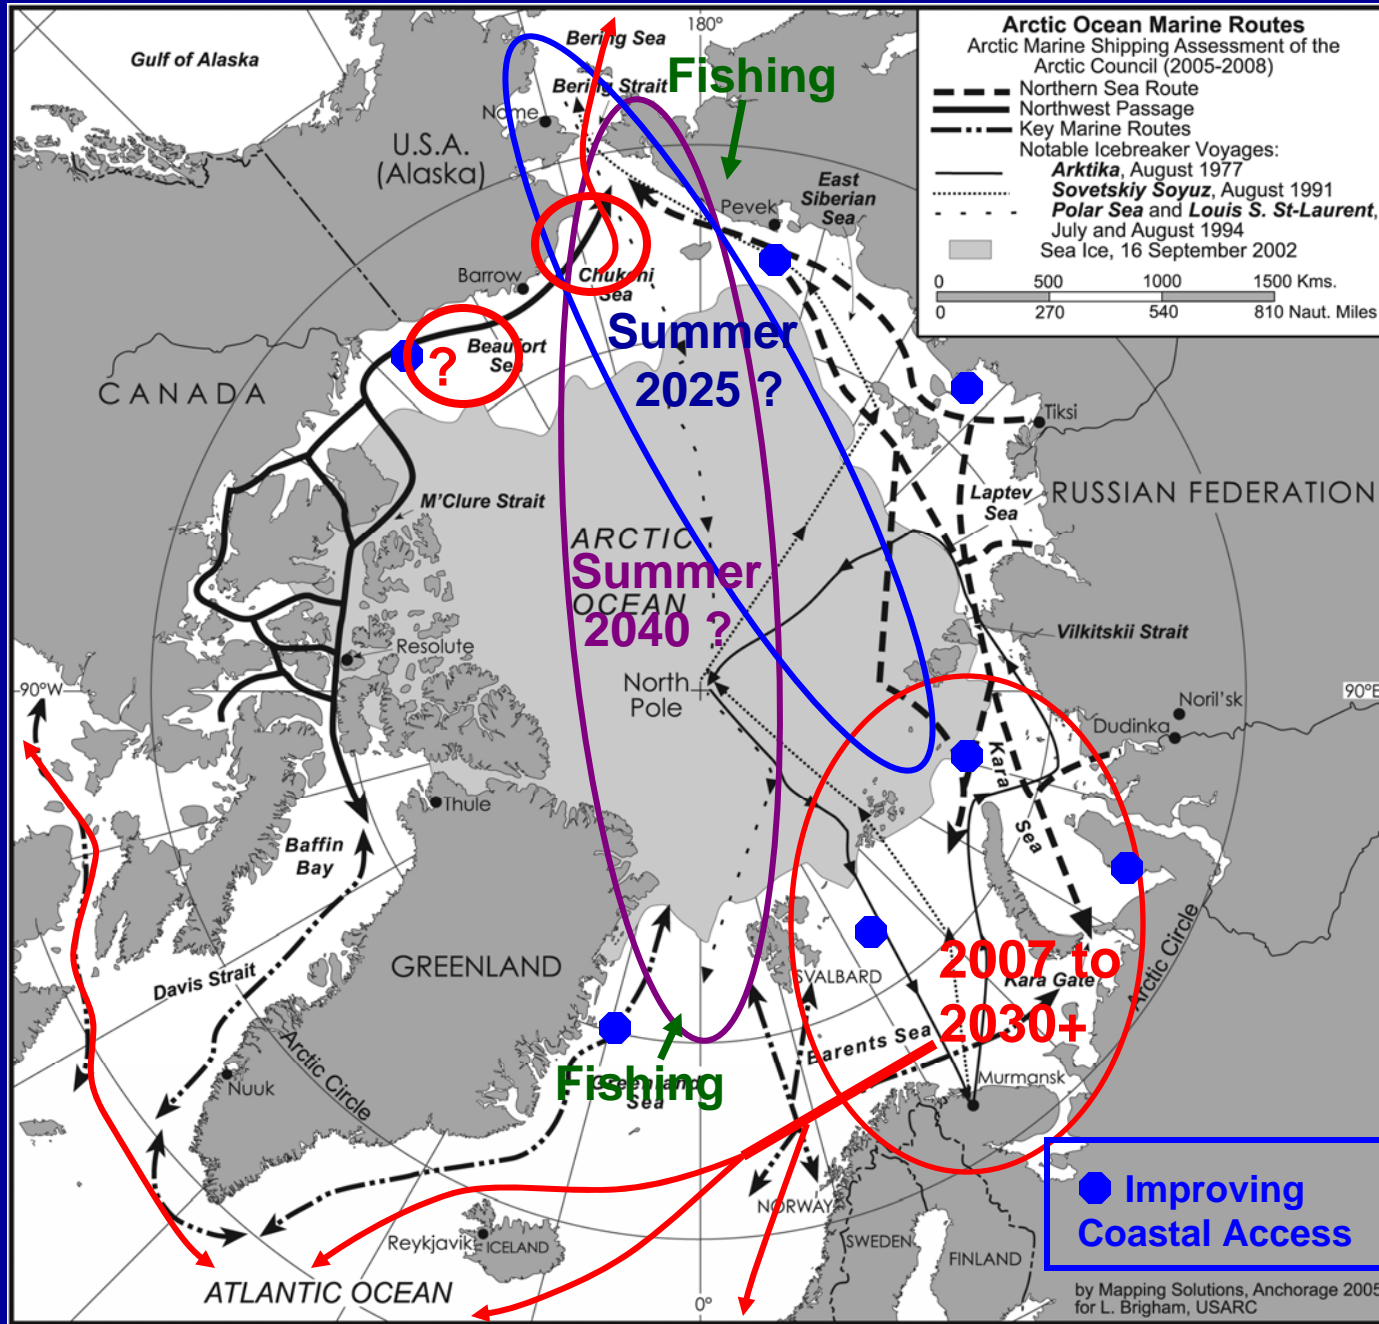 180°
Gulf of Alaska
Bering Sea
Bering Strait
Fishing
Nome
U.S.A.
(Alaska)
East
Siberian
Sea
Pevek
Barrow
Chukchi
Sea
Beaufort
Sea
?
Summer
2025 ?
CANADA
Tiksi
M'Clure Strait
Laptev
Sea
RUSSIAN FEDERATION
ARCTIC
OCEAN
Summer
2040 ?
Vilkitskii Strait
Resolute
90°W
North
Pole
90°E
Noril'sk
Dudinka
Kara
Sea
Thule
Baffin
Bay
Davis Strait
GREENLAND
SVALBARD
2007 to
2030+
Kara Gate
Arctic Circle
Barents Sea
Arctic Circle
Nuuk
Fishing
Greenland
Sea
Murmansk
NORWAY
Reykjavik
ICELAND
SWEDEN
FINLAND
ATLANTIC OCEAN
0°
Arctic Ocean Marine Routes
Arctic Marine Shipping Assessment of the
Arctic Council (2005-2008)
Northern Sea Route
Northwest Passage
Key Marine Routes
Notable Icebreaker Voyages:
Arktika, August 1977
Sovetskiy Soyuz, August 1991
Polar Sea and Louis S. St-Laurent,
July and August 1994
Sea Ice, 16 September 2002
0 500 1000 1500 Kms.
0 270 540 810 Naut. Miles
Improving
Coastal Access
by Mapping Solutions, Anchorage 2005
for L. Brigham, USARC